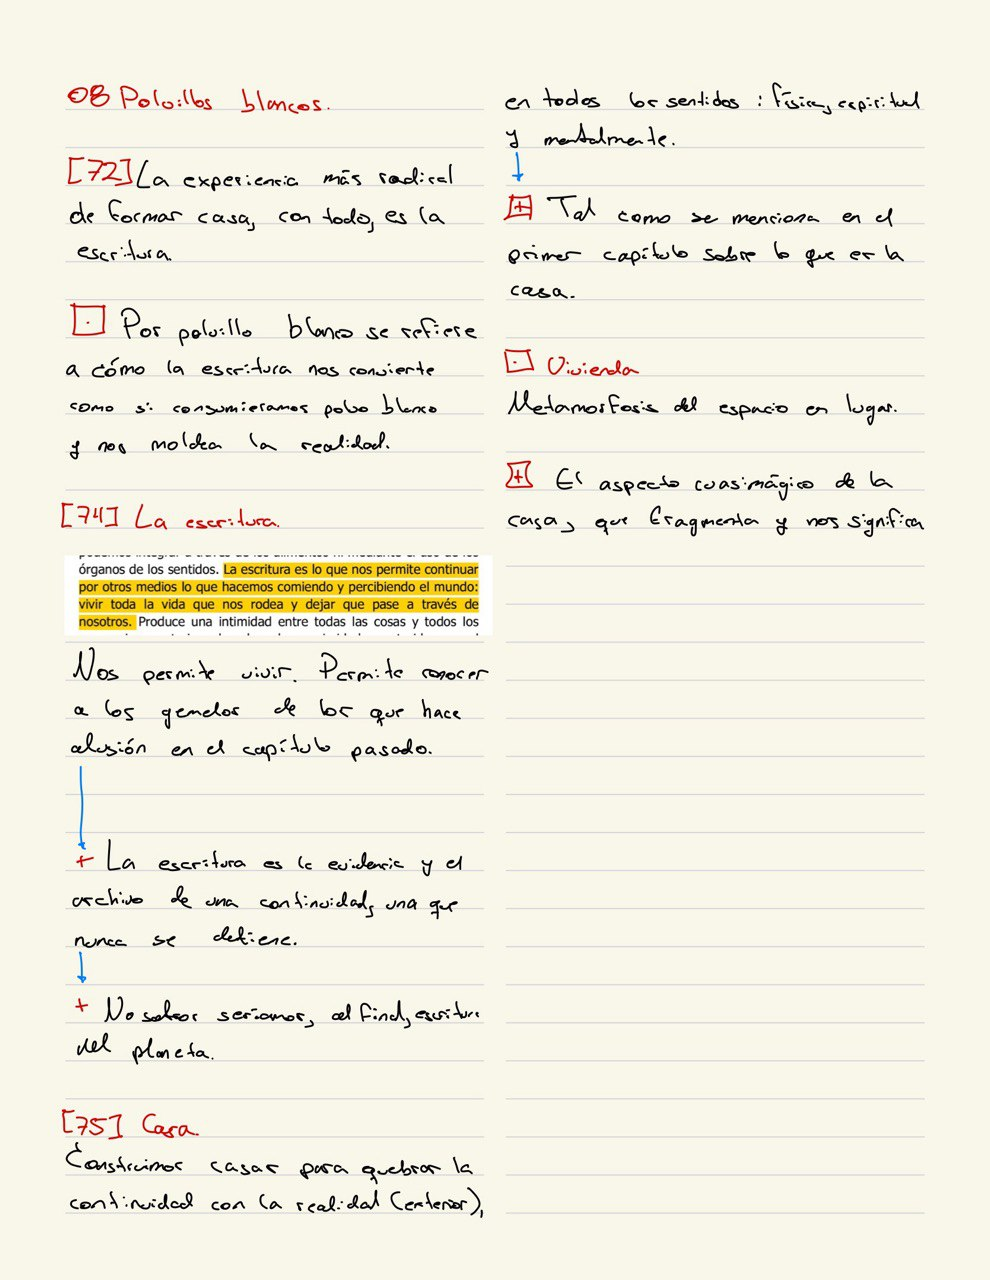 08 Polvillos blancos.
[72] La experiencia más radical
de formar casa, con todo, es la
escritura.
Por polvillo blanco se refiere
a cómo la escritura nos convierte
como si consumieramos polvo blanco
y nos moldea la realidad.
[74] La escritura.
órganos de los sentidos. La escritura es lo que nos permite continuar
por otros medios lo que hacemos comiendo y percibiendo el mundo:
vivir toda la vida que nos rodea y dejar que pase a través de
nosotros. Produce una intimidad entre todas las cosas y todos los
Nos permite vivir. Permite conocer
a los gemelos de los que hace
alusión en el capítulo pasado.
+ La escritura es la evidencia y el
archivo de una continuidad, una que
nunca se detiene.
+ Nosotros seríamos, al final, escritura
del planeta.
[75] Casa.
Construimos casas para quebrar la
continuidad con la realidad (exterior),
en todos los sentidos : física, espiritual
y mentalmente.
+ Tal como se menciona en el
primer capítulo sobre lo que es la
casa.
Vivienda
Metamorfosis del espacio en lugar.
+ El aspecto cuasimágico de la
casa, que fragmenta y nos significa